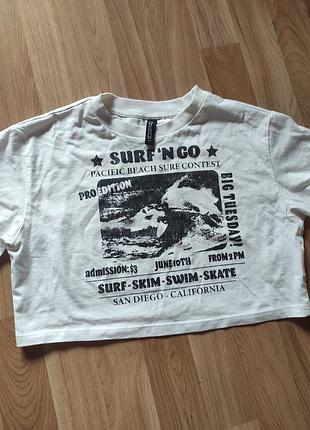 ★ SURF 'N GO ★
PACIFIC BEACH SURF CONTEST
PRO EDITION
BIG TUESDAY!
admission: $3 JUNE 10TH FROM 2 PM
SURF-SKIM-SWIM-SKATE
SAN DIEGO - CALIFORNIA